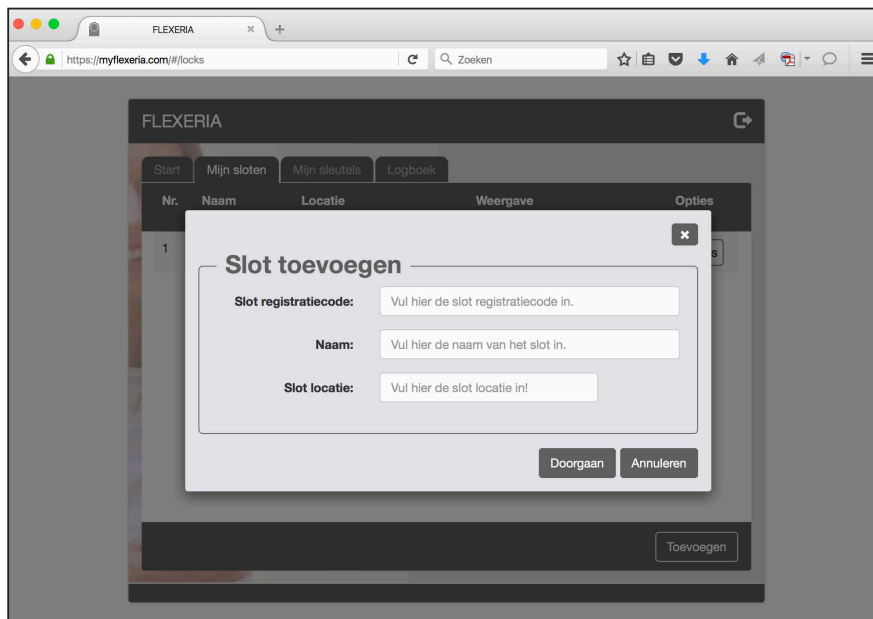 FLEXERIA
https://myflexeria.com/#/locks
Zoeken
FLEXERIA
Start Mijn sloten Mijn sleutels Logboek
Nr. Naam Locatie Weergave Opties
1 s
Slot toevoegen
Slot registratiecode: Vul hier de slot registratiecode in.
Naam: Vul hier de naam van het slot in.
Slot locatie: Vul hier de slot locatie in!
Doorgaan Annuleren
Toevoegen